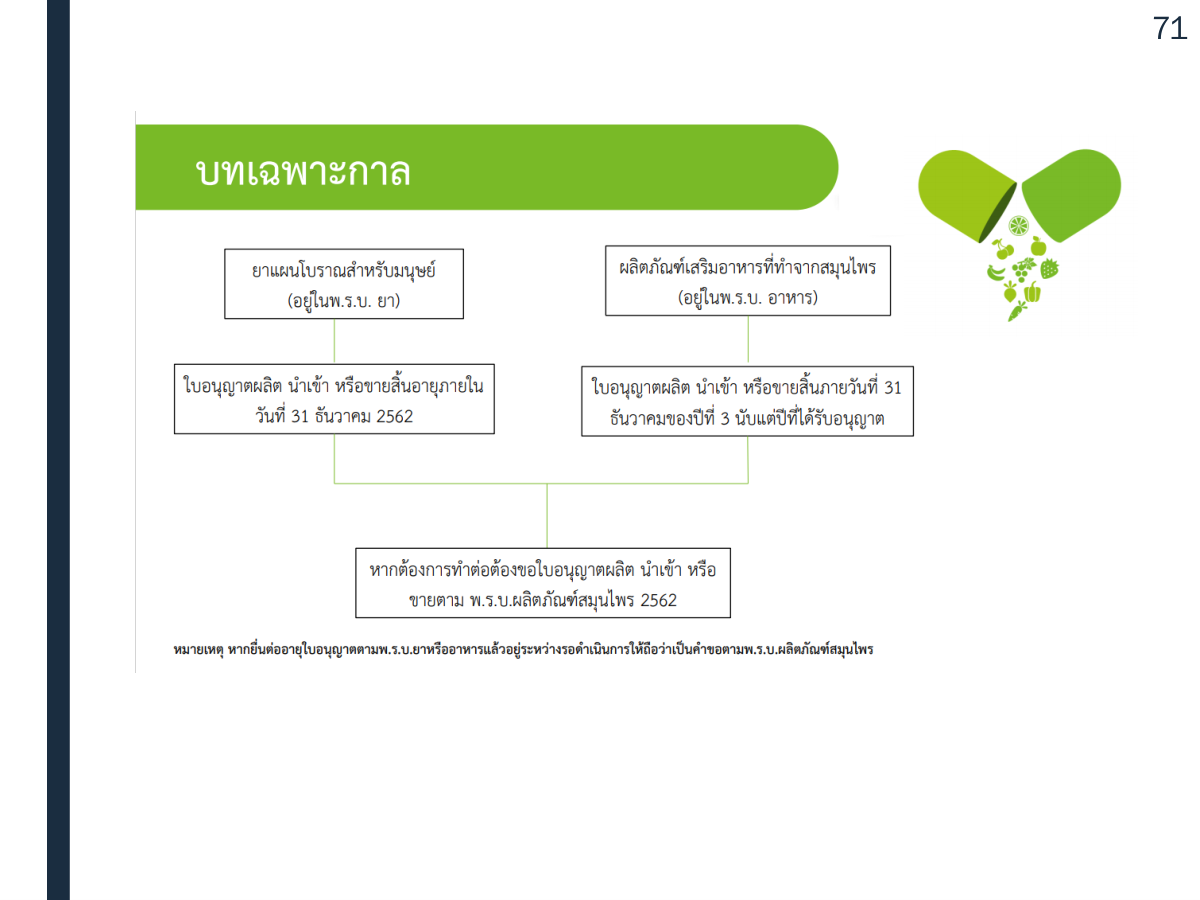 71
บทเฉพาะกาล
ยาแผนโบราณสำหรับมนุษย์
(อยู่ในพ.ร.บ. ยา)
ผลิตภัณฑ์เสริมอาหารที่ทำจากสมุนไพร
(อยู่ในพ.ร.บ. อาหาร)
ใบอนุญาตผลิต นำเข้า หรือขายสิ้นอายุภายใน
วันที่ 31 ธันวาคม 2562
ใบอนุญาตผลิต นำเข้า หรือขายสิ้นภายวันที่ 31
ธันวาคมของปีที่ 3 นับแต่ปีที่ได้รับอนุญาต
หากต้องการทำต่อต้องขอใบอนุญาตผลิต นำเข้า หรือ
ขายตาม พ.ร.บ.ผลิตภัณฑ์สมุนไพร 2562
หมายเหตุ หากยื่นต่ออายุใบอนุญาตตามพ.ร.บ.ยาหรืออาหารแล้วอยู่ระหว่างรอดำเนินการให้ถือว่าเป็นคำขอตามพ.ร.บ.ผลิตภัณฑ์สมุนไพร